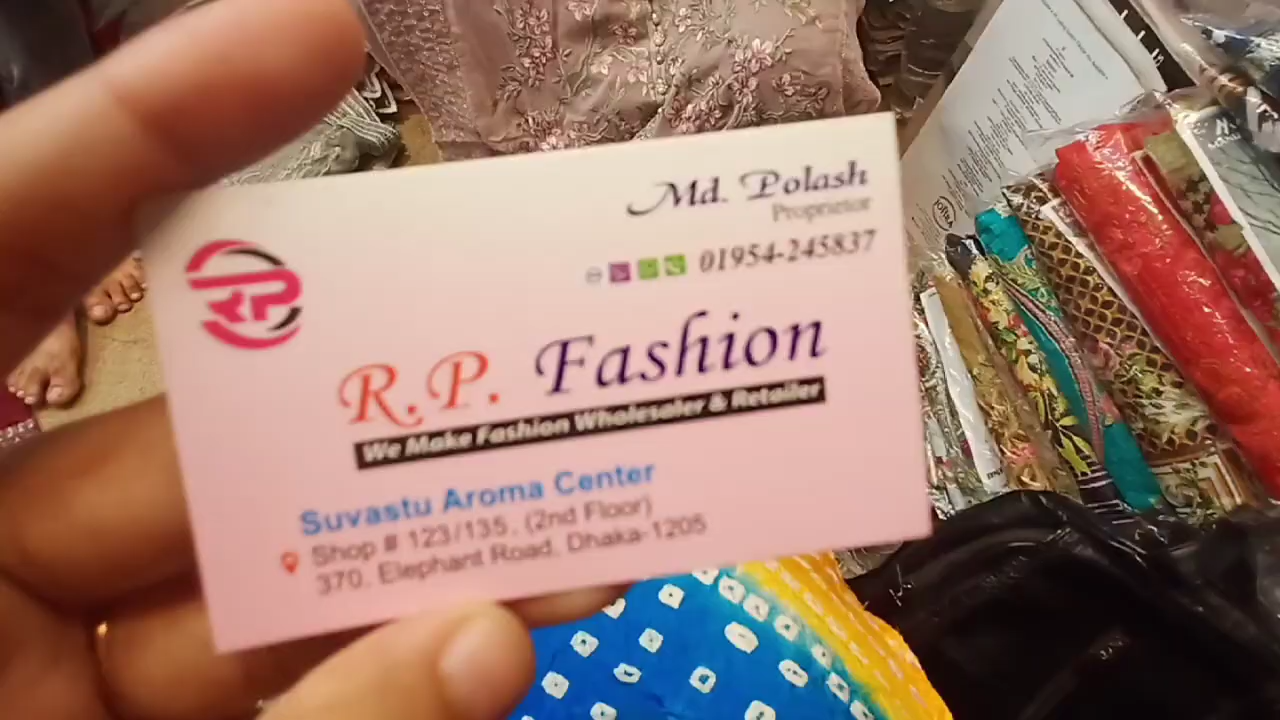 Md. Polash
Proprietor
01954-245837
RP
R.P. Fashion
We Make Fashion Wholesaler & Retailer
Suvastu Aroma Center
Shop # 123/135, (2nd Floor)
370, Elephant Road, Dhaka-1205